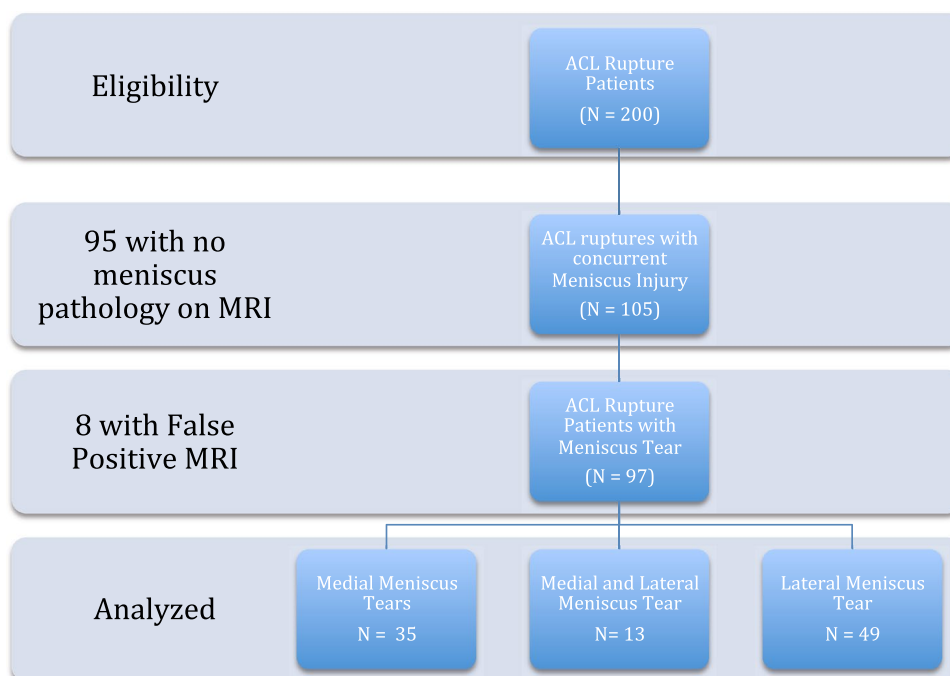 Eligibility
ACL Rupture
Patients
(N = 200)
95 with no
meniscus
pathology on MRI
ACL ruptures with
concurrent
Meniscus Injury
(N = 105)
8 with False
Positive MRI
ACL Rupture
Patients with
Meniscus Tear
(N = 97)
Analyzed
Medial Meniscus
Tears
N = 35
Medial and Lateral
Meniscus Tear
N= 13
Lateral Meniscus
Tear
N = 49